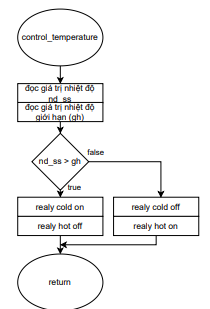 control_temperature
đọc giá trị nhiệt độ
nd_ss
đọc giá trị nhiệt độ
giới hạn (gh)
nd_ss > gh
false
true
realy cold on
realy hot off
realy cold off
realy hot on
return